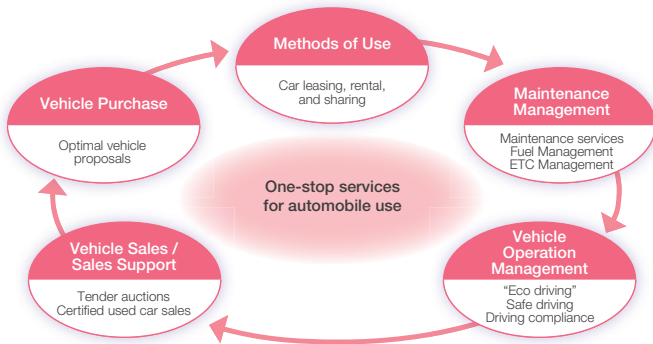 Methods of Use
Car leasing, rental,
and sharing
Vehicle Purchase
Optimal vehicle
proposals
Maintenance
Management
Maintenance services
Fuel Management
ETC Management
One-stop services
for automobile use
Vehicle Sales /
Sales Support
Tender auctions
Certified used car sales
Vehicle
Operation
Management
“Eco driving”
Safe driving
Driving compliance